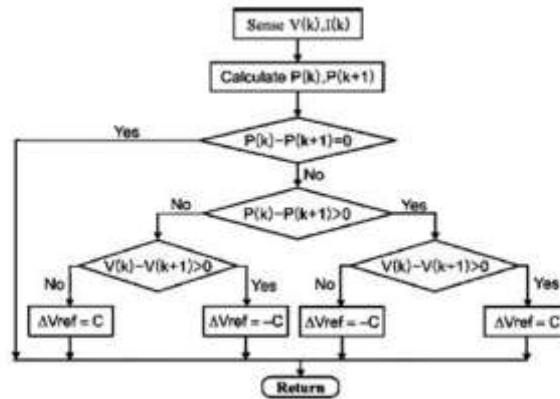 Sense V(k),I(k)
Calculate P(k),P(k+1)
Yes
P(k)−P(k+1)=0
No
No
P(k)−P(k+1)>0
Yes
V(k)−V(k+1)>0
V(k)−V(k+1)>0
No
Yes
No
Yes
ΔVref = C
ΔVref = −C
ΔVref = −C
ΔVref = C
Return